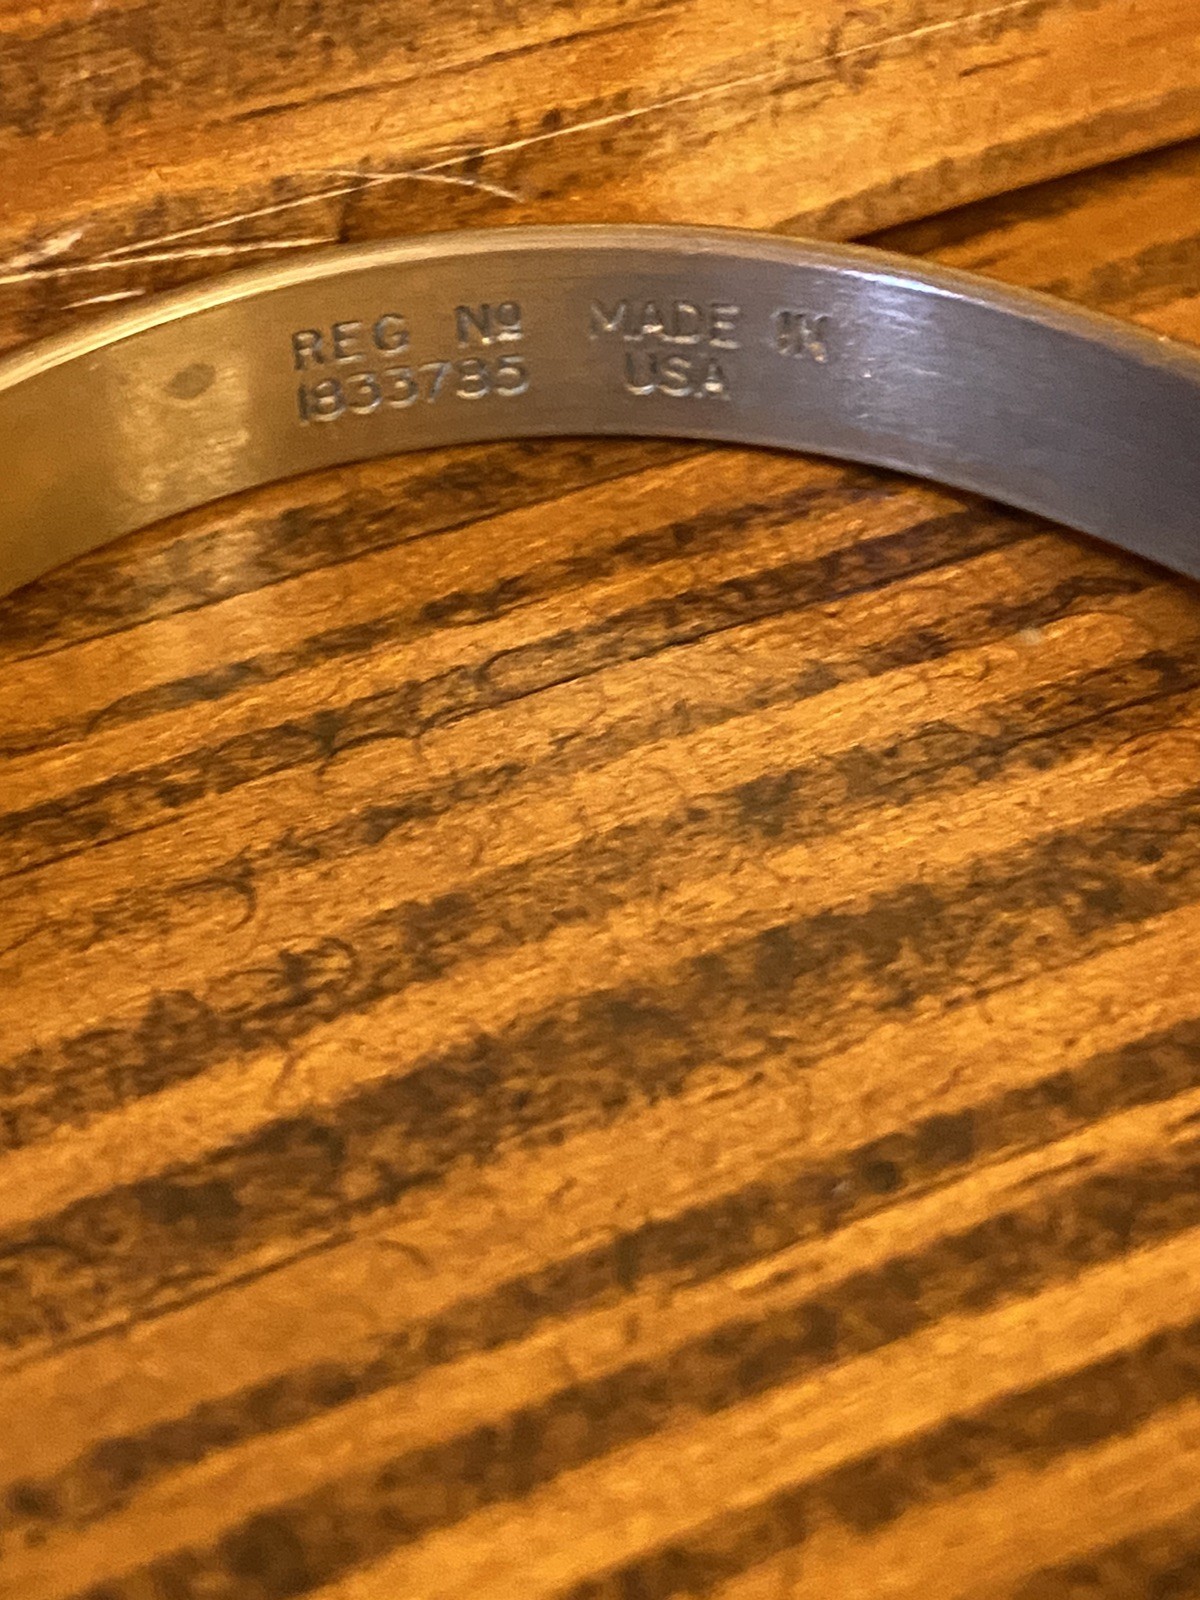 REG Nº MADE IN
1833785 USA